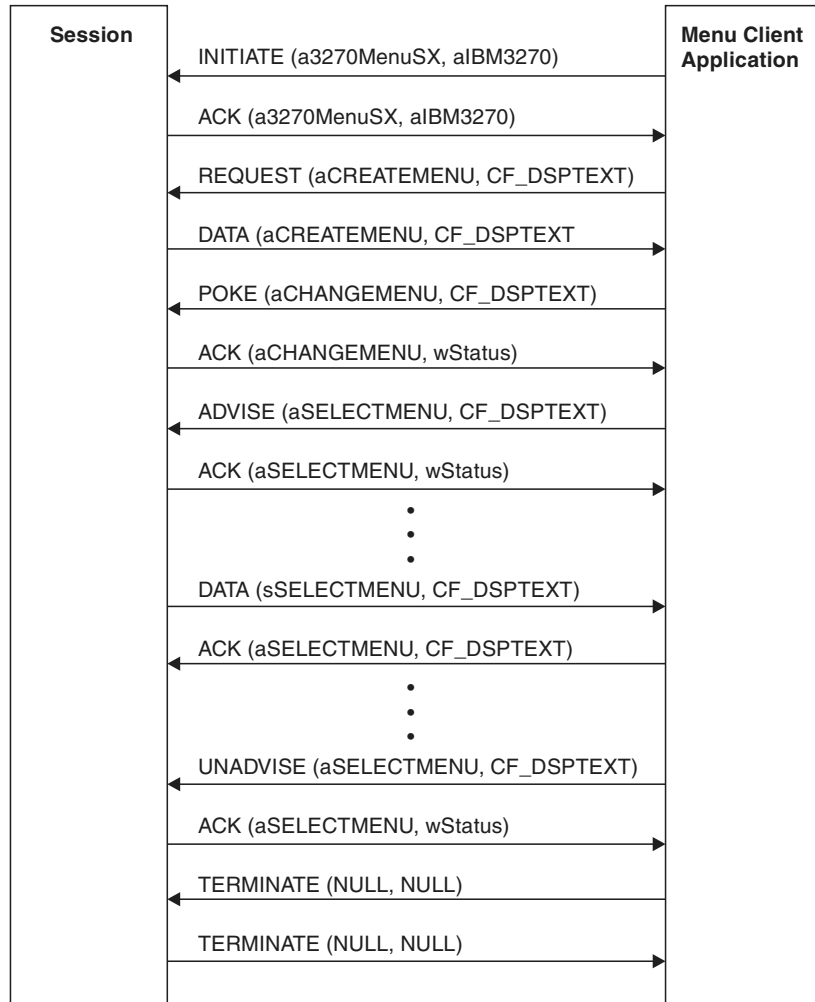 Session
Menu Client
Application
INITIATE (a3270MenuSX, aIBM3270)
ACK (a3270MenuSX, aIBM3270)
REQUEST (aCREATEMENU, CF_DSPTEXT)
DATA (aCREATEMENU, CF_DSPTEXT
POKE (aCHANGEMENU, CF_DSPTEXT)
ACK (aCHANGEMENU, wStatus)
ADVISE (aSELECTMENU, CF_DSPTEXT)
ACK (aSELECTMENU, wStatus)
DATA (sSELECTMENU, CF_DSPTEXT)
ACK (aSELECTMENU, CF_DSPTEXT)
UNADVISE (aSELECTMENU, CF_DSPTEXT)
ACK (aSELECTMENU, wStatus)
TERMINATE (NULL, NULL)
TERMINATE (NULL, NULL)